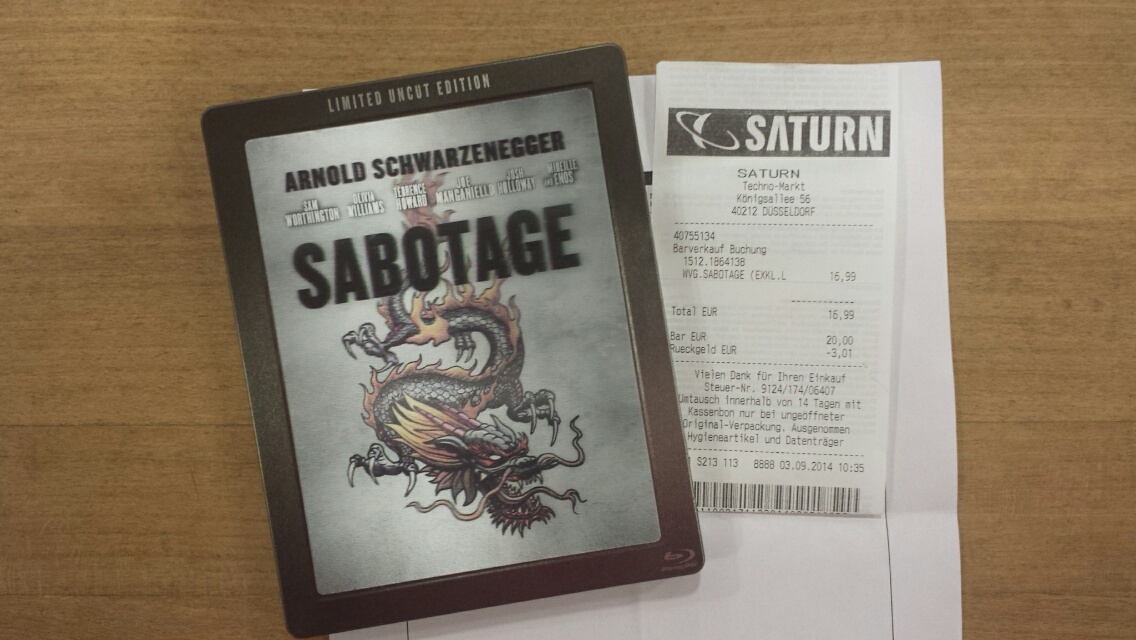 LIMITED UNCUT EDITION
ARNOLD SCHWARZENEGGER
SAM WORTHINGTON OLIVIA WILLIAMS TERRENCE HOWARD JOE MANGANIELLO JOSH HOLLOWAY AND MIREILLE ENOS
SABOTAGE
SATURN
SATURN
Techno-Markt
Königsallee 56
40212 DÜSSELDORF
40755134
Barverkauf Buchung
1512.1864138
WVG.SABOTAGE (EXKL.L 16,99
Total EUR 16,99
Bar EUR 20,00
Rueckgeld EUR -3,01
Vielen Dank für Ihren Einkauf
Steuer-Nr. 9124/174/06407
Umtausch innerhalb von 14 Tagen mit
Kassenbon nur bei ungeöffneter
Original-Verpackung. Ausgenommen
Hygieneartikel und Datenträger
S213 113 8888 03.09.2014 10:35